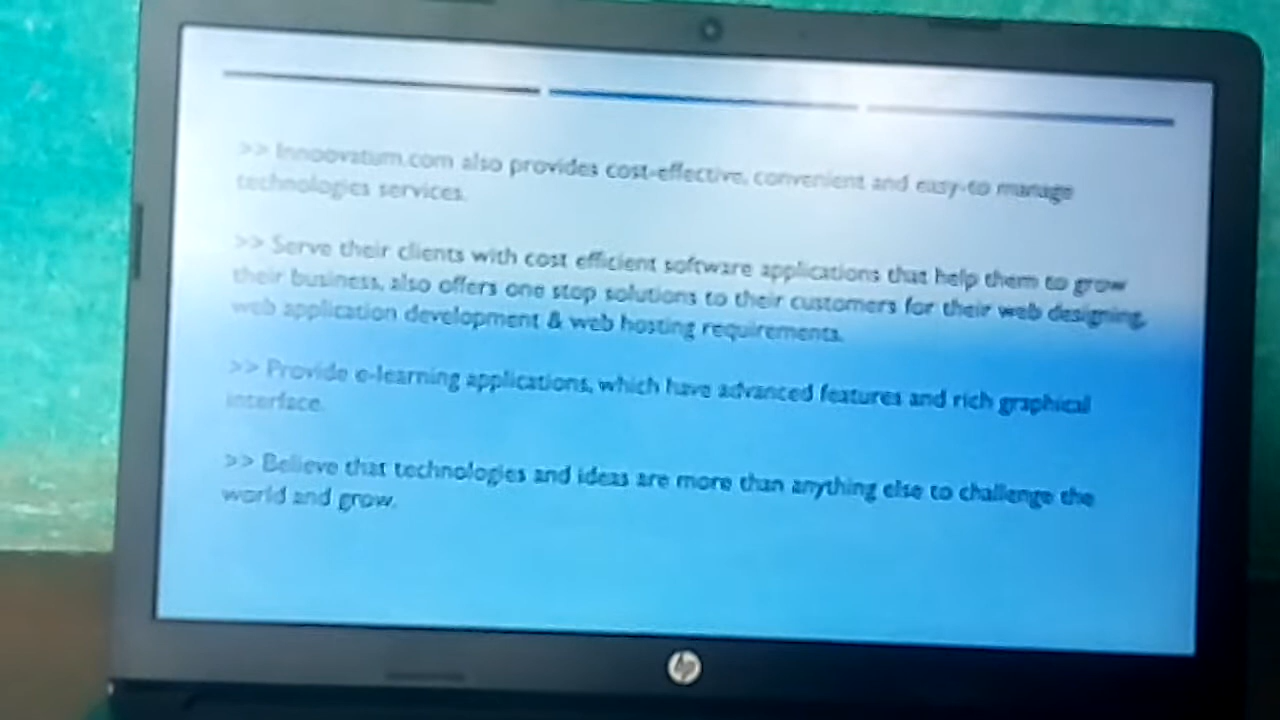 >> Innoovatum.com also provides cost-effective, convenient and easy-to manage
technologies services.
>> Serve their clients with cost efficient software applications that help them to grow
their business, also offers one stop solutions to their customers for their web designing,
web application development & web hosting requirements.
>> Provide e-learning applications, which have advanced features and rich graphical
interface.
>> Believe that technologies and ideas are more than anything else to challenge the
world and grow.
hp